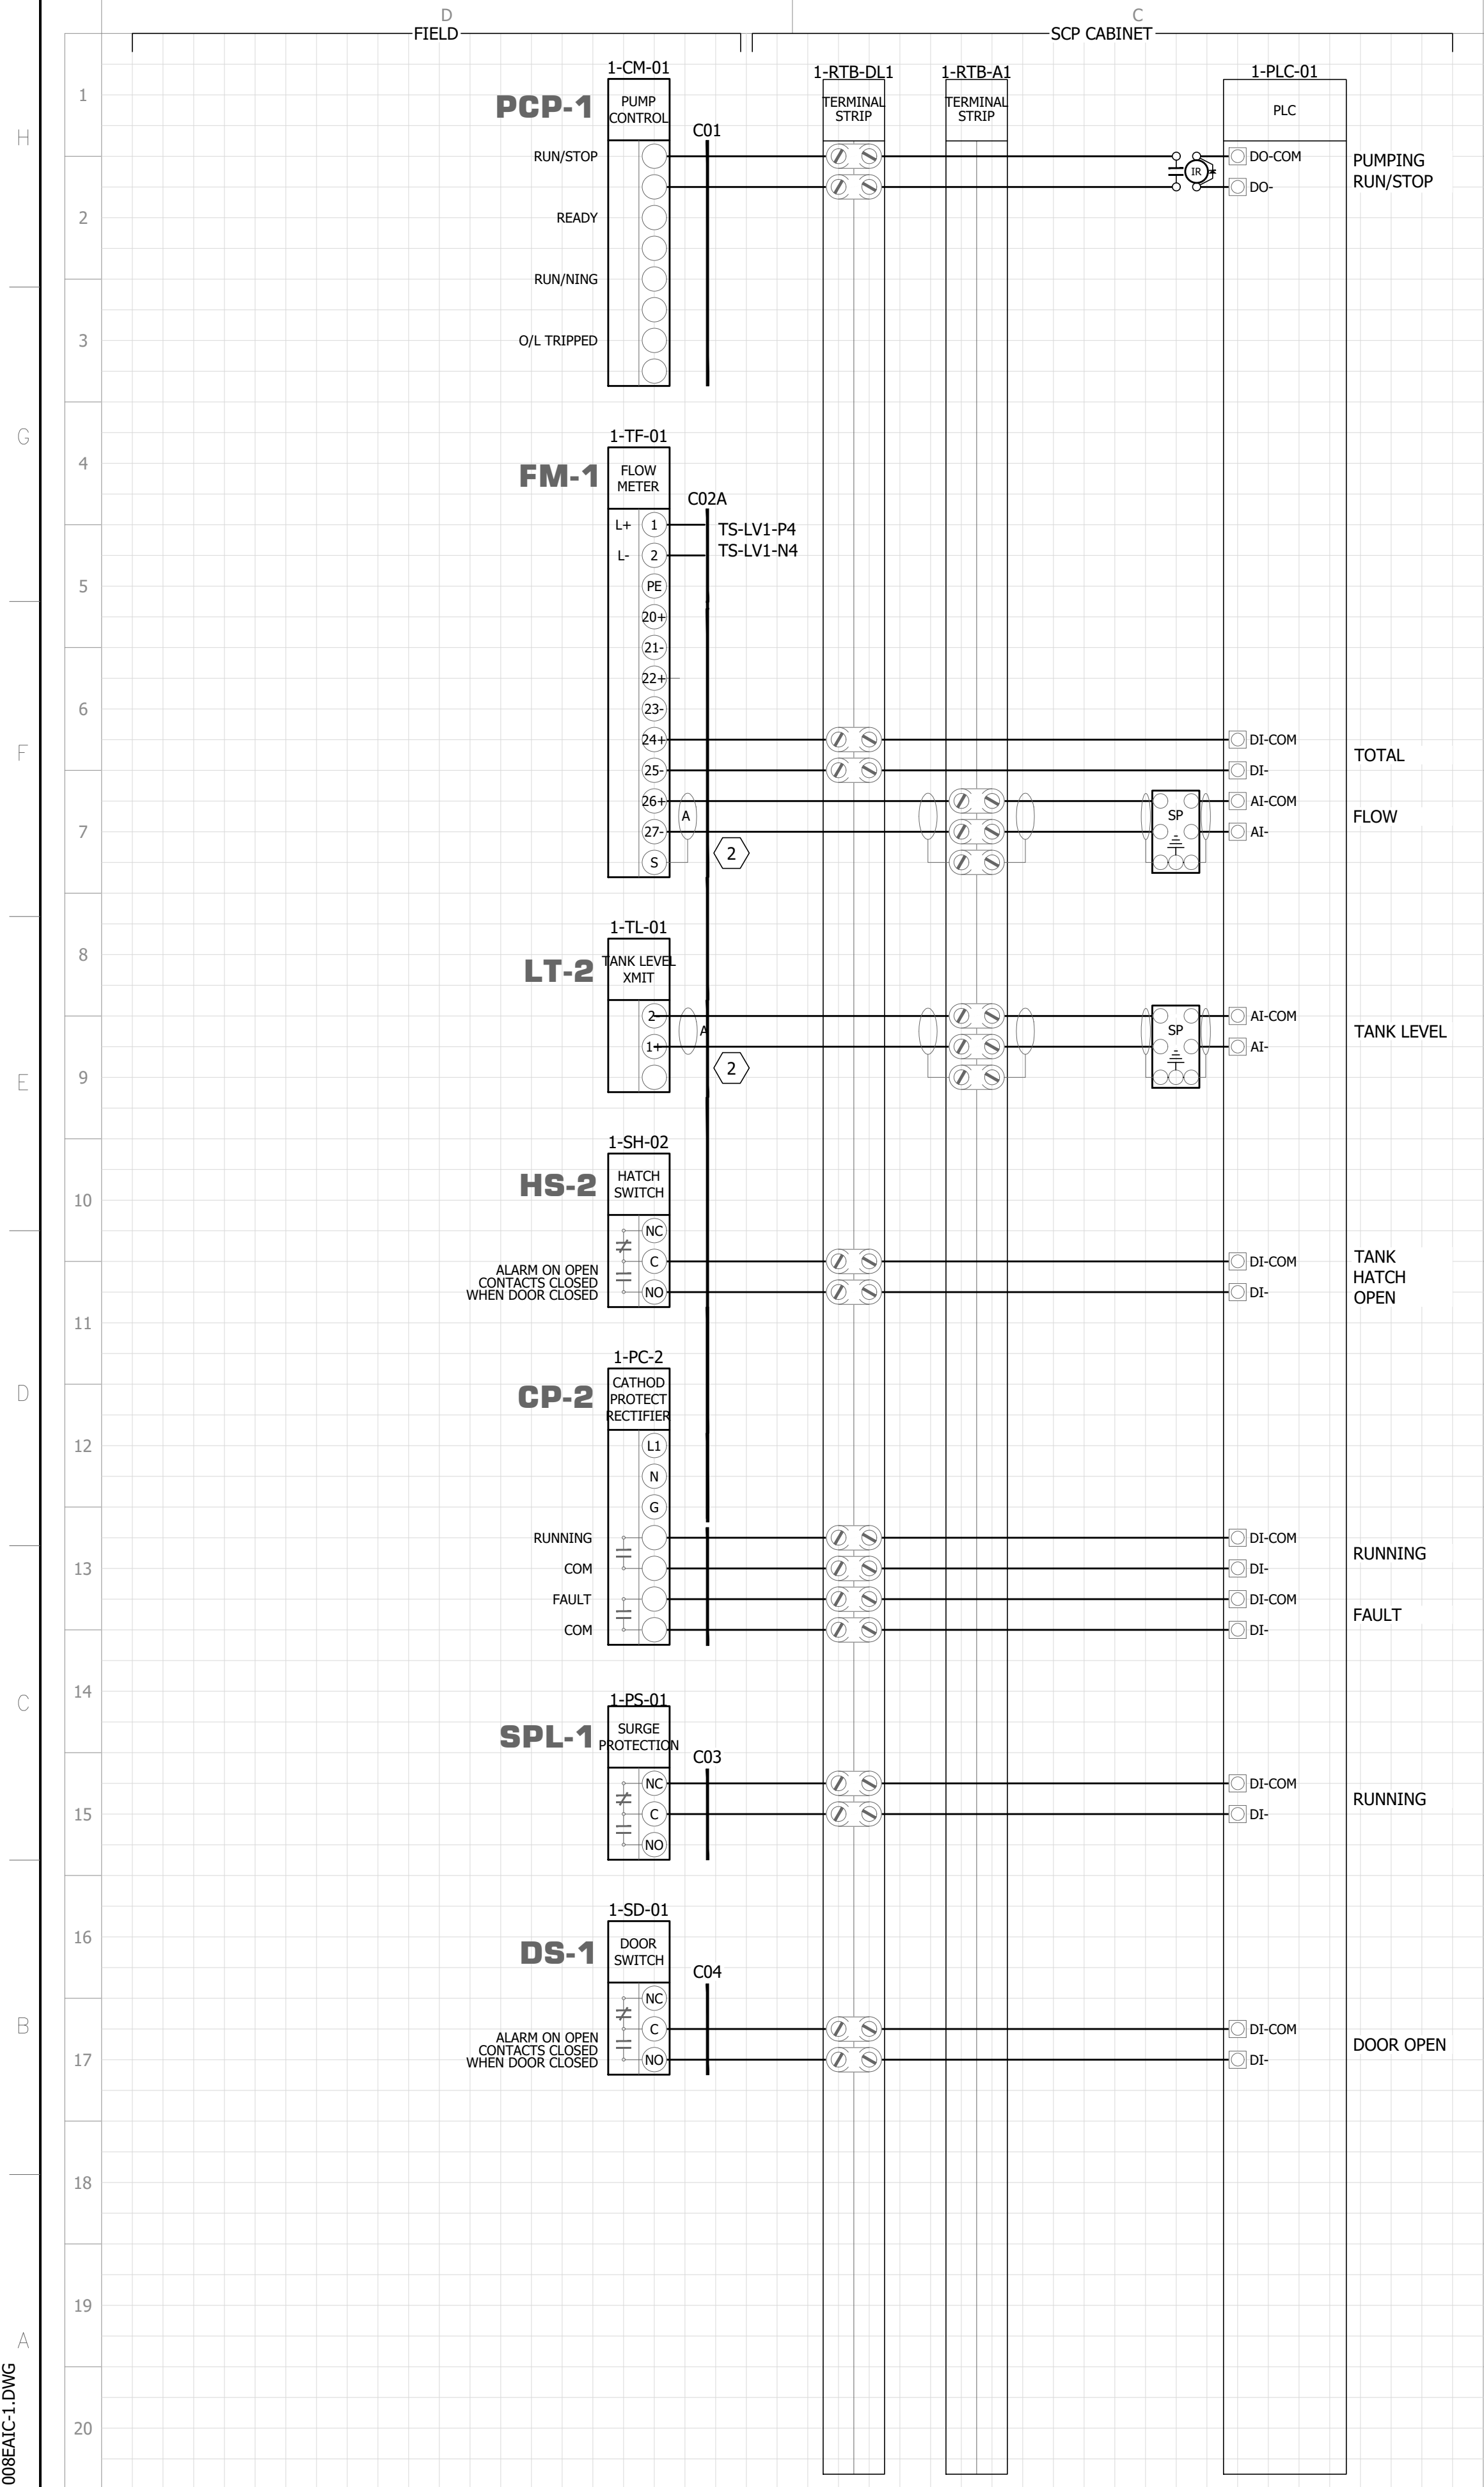 D
C
FIELD
SCP CABINET
1-CM-01
1-RTB-DL1
1-RTB-A1
1-PLC-01
1
H
PCP-1
PUMP
CONTROL
TERMINAL
STRIP
TERMINAL
STRIP
PLC
C01
RUN/STOP
IR
*
DO-COM
DO-
PUMPING
RUN/STOP
2
READY
RUN/NING
3
O/L TRIPPED
G
1-TF-01
4
FM-1
FLOW
METER
C02A
L+
1
TS-LV1-P4
L-
2
TS-LV1-N4
5
PE
20+
21-
22+
6
23-
F
24+
DI-COM
TOTAL
25-
DI-
26+
A
SP
AI-COM
FLOW
7
27-
AI-
2
S
1-TL-01
8
LT-2
TANK LEVEL
XMIT
2-
A
SP
AI-COM
TANK LEVEL
1+
AI-
2
E
9
1-SH-02
HS-2
HATCH
SWITCH
10
NC
ALARM ON OPEN
CONTACTS CLOSED
WHEN DOOR CLOSED
C
DI-COM
NO
DI-
TANK
HATCH
OPEN
11
1-PC-2
D
CP-2
CATHOD
PROTECT
RECTIFIER
12
L1
N
G
RUNNING
DI-COM
RUNNING
13
COM
DI-
FAULT
DI-COM
FAULT
COM
DI-
14
C
1-PS-01
SPL-1
SURGE
PROTECTION
C03
NC
DI-COM
RUNNING
15
C
DI-
NO
1-SD-01
16
DS-1
DOOR
SWITCH
C04
NC
B
ALARM ON OPEN
CONTACTS CLOSED
WHEN DOOR CLOSED
C
DI-COM
DOOR OPEN
17
NO
DI-
18
19
A
20
008EAIC-1.DWG